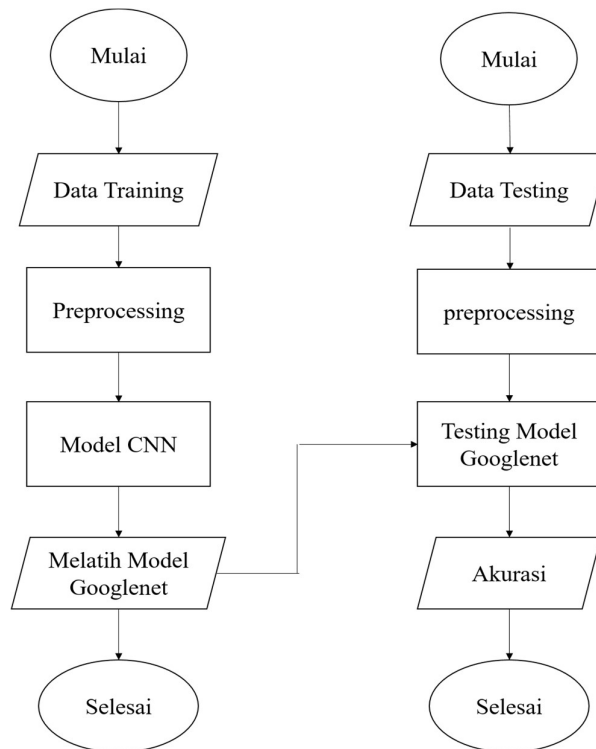 Mulai
Data Training
Preprocessing
Model CNN
Melatih Model
Googlenet
Selesai
Mulai
Data Testing
preprocessing
Testing Model
Googlenet
Akurasi
Selesai